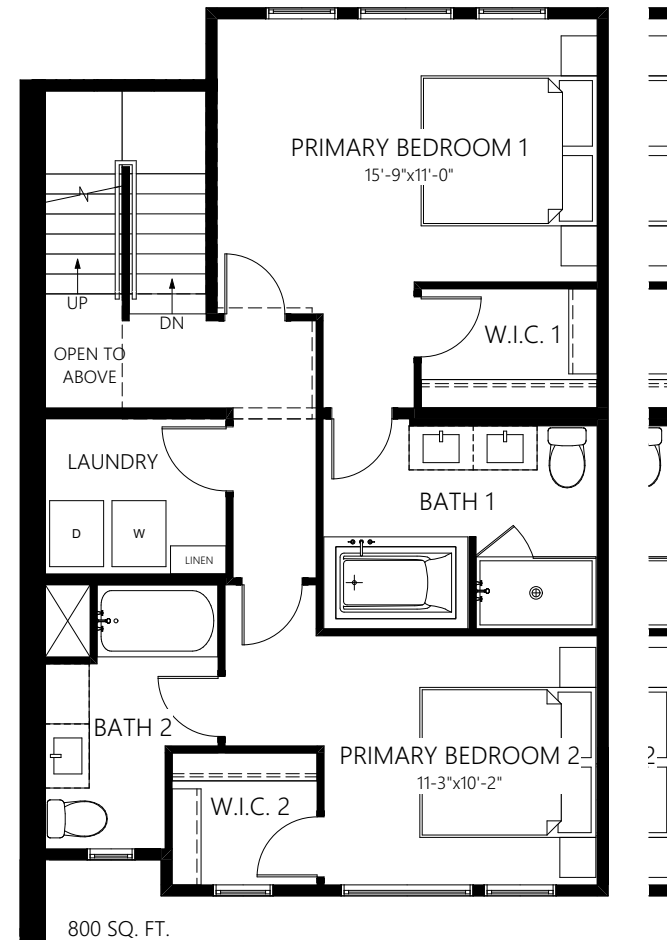 PRIMARY BEDROOM 1
15'-9"x11'-0"
UP
DN
W.I.C. 1
OPEN TO
ABOVE
LAUNDRY
BATH 1
D
W
LINEN
BATH 2
PRIMARY BEDROOM 2
11-3"x10'-2"
2
W.I.C. 2
800 SQ. FT.